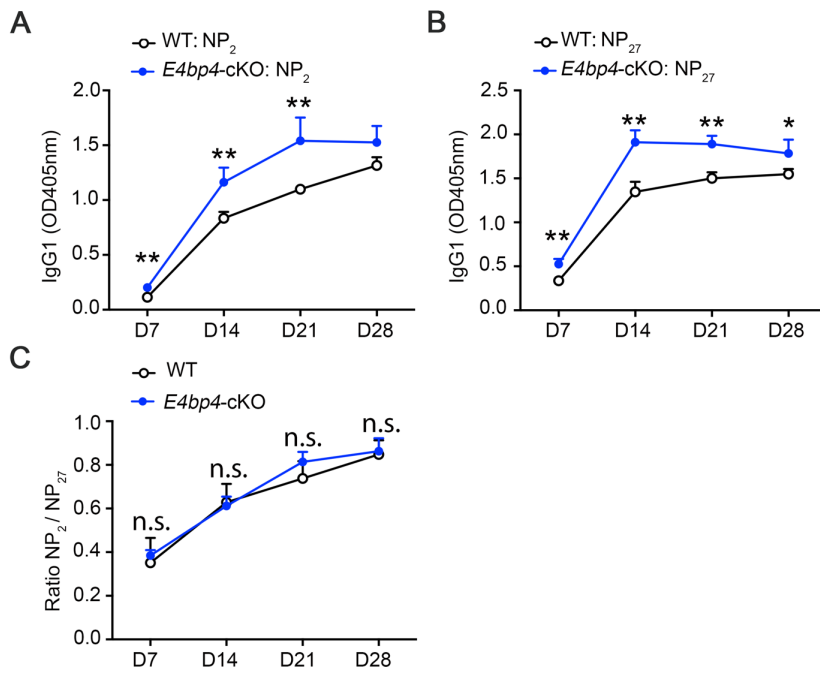 A
WT: NP2
E4bp4-cKO: NP2
IgG1 (OD405nm)
2.0
1.5
1.0
0.5
0.0
**
**
**
D7 D14 D21 D28
B
WT: NP27
E4bp4-cKO: NP27
IgG1 (OD405nm)
2.5
2.0
1.5
1.0
0.5
0.0
**
**
**
*
D7 D14 D21 D28
C
WT
E4bp4-cKO
Ratio NP2 / NP27
1.0
0.8
0.6
0.4
0.2
0.0
n.s.
n.s.
n.s.
n.s.
D7 D14 D21 D28